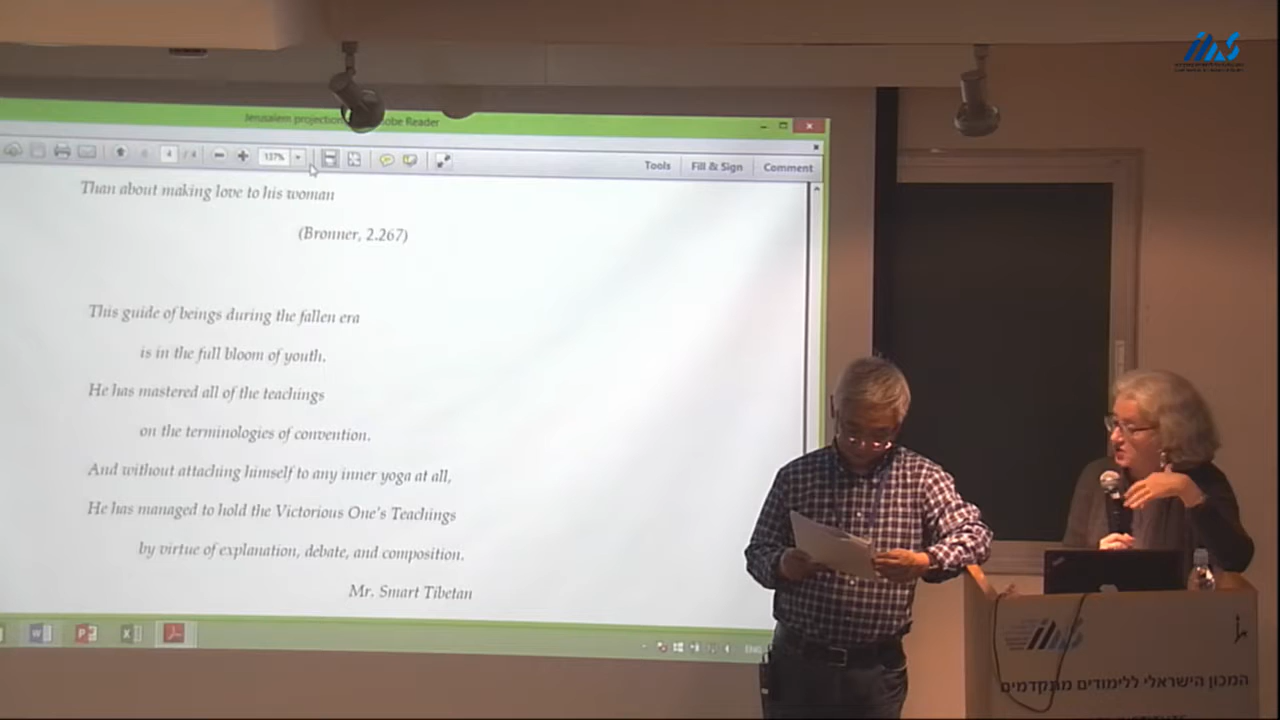 Jerusalem projection
obe Reader
4 / 4
137%
Tools
Fill & Sign
Comment
Than about making love to his woman
(Bronner, 2.267)
This guide of beings during the fallen era
is in the full bloom of youth.
He has mastered all of the teachings
on the terminologies of convention.
And without attaching himself to any inner yoga at all,
He has managed to hold the Victorious One's Teachings
by virtue of explanation, debate, and composition.
Mr. Smart Tibetan
ENG
המכון הישראלי ללימודים מתקדמים